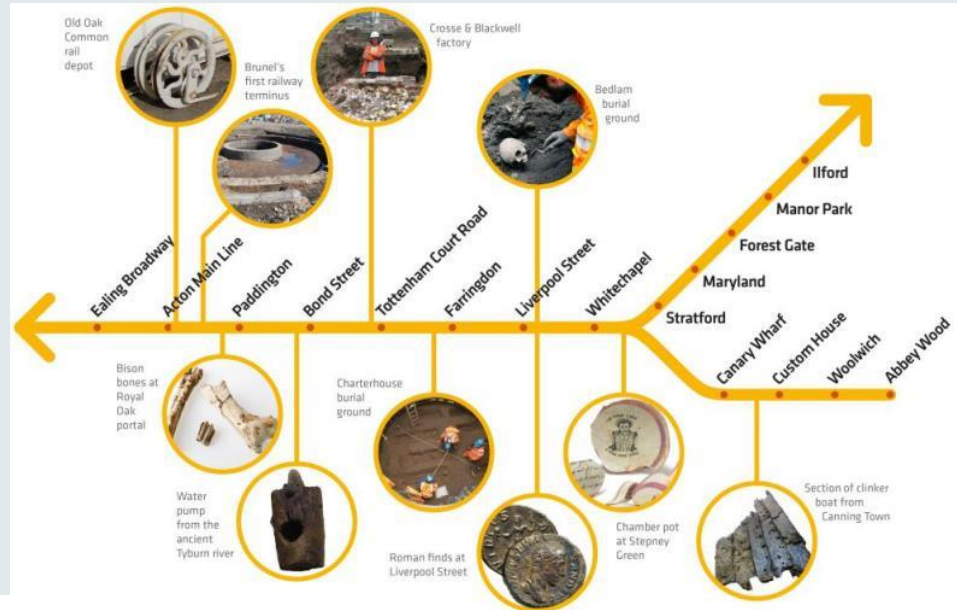 Old Oak
Common
rail
depot
Brunel's
first railway
terminus
Crosse & Blackwell
factory
Bedlam
burial
ground
Ealing Broadway
Acton Main Line
Paddington
Bond Street
Tottenham Court Road
Farringdon
Liverpool Street
Whitechapel
Stratford
Maryland
Forest Gate
Manor Park
Ilford
Canary Wharf
Custom House
Woolwich
Abbey Wood
Bison
bones at
Royal
Oak
portal
Water
pump
from the
ancient
Tyburn river
Charterhouse
burial
ground
Roman finds at
Liverpool Street
Chamber pot
at Stepney
Green
Section of clinker
boat from
Canning Town